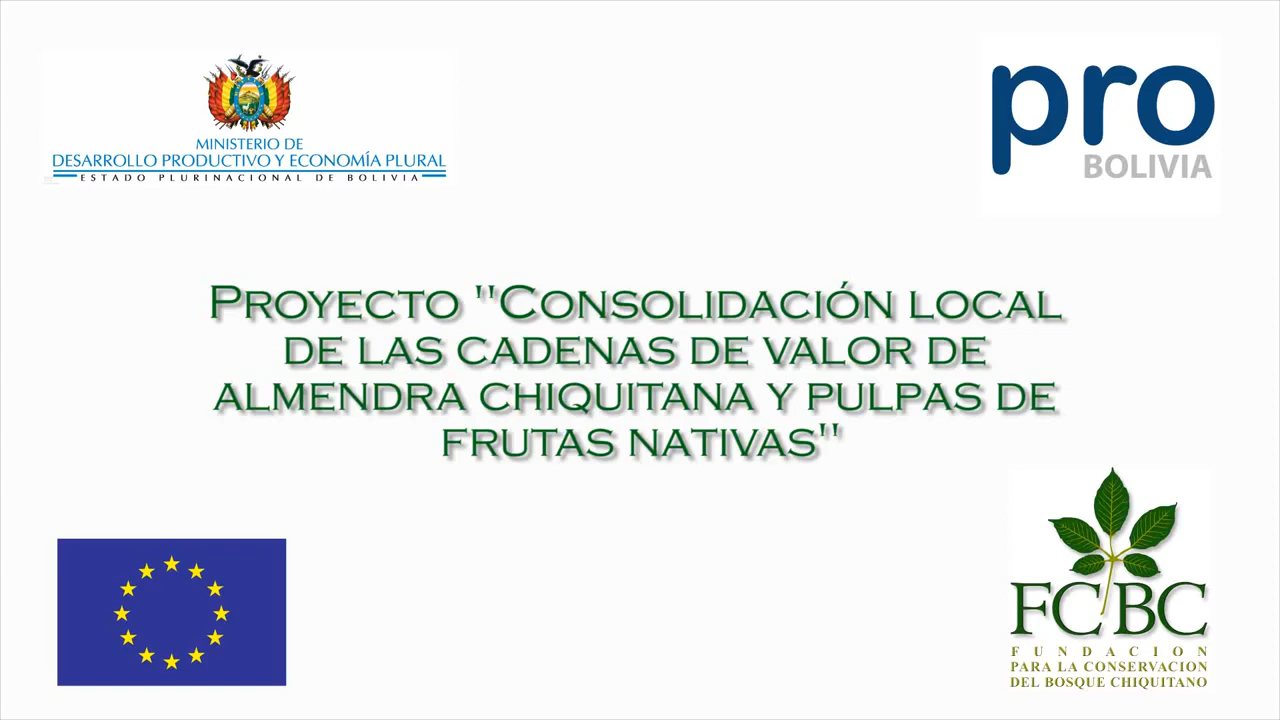 MINISTERIO DE
DESARROLLO PRODUCTIVO Y ECONOMÍA PLURAL
ESTADO PLURINACIONAL DE BOLIVIA
pro
BOLIVIA
PROYECTO "CONSOLIDACIÓN LOCAL
DE LAS CADENAS DE VALOR DE
ALMENDRA CHIQUITANA Y PULPAS DE
FRUTAS NATIVAS"
FCBC
FUNDACION
PARA LA CONSERVACION
DEL BOSQUE CHIQUITANO